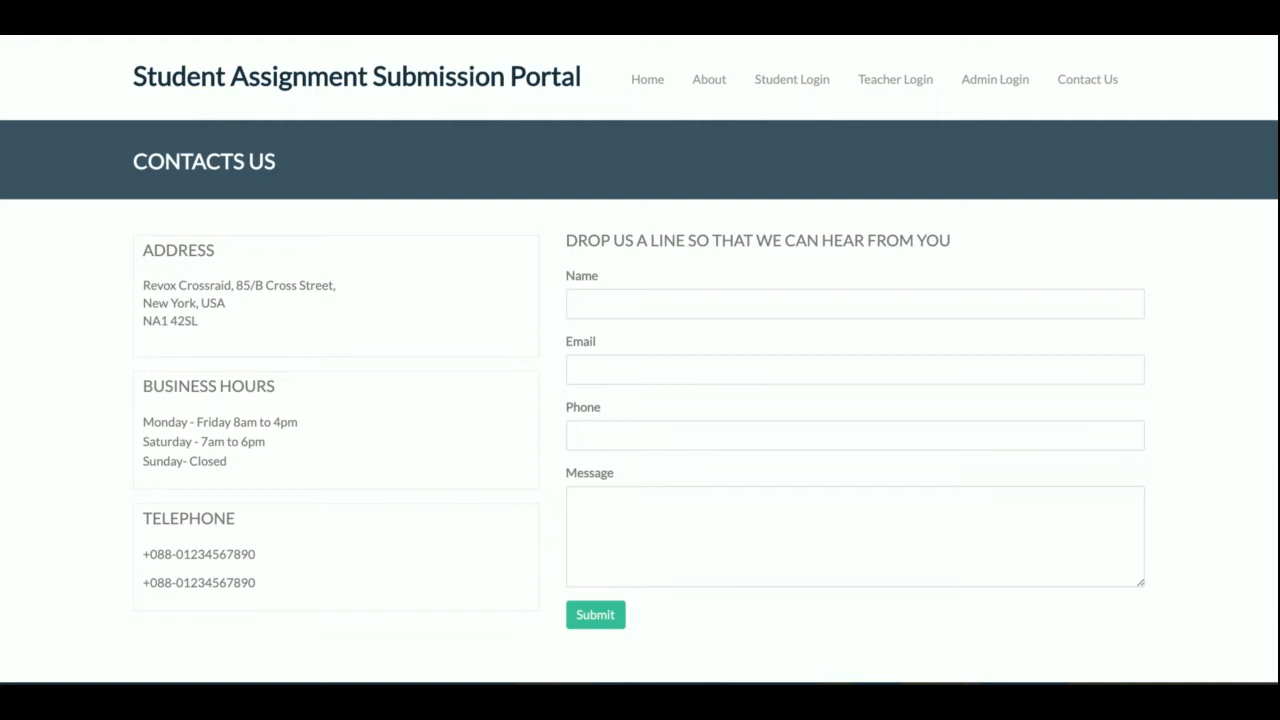 Student Assignment Submission Portal
Home About Student Login Teacher Login Admin Login Contact Us
CONTACTS US
ADDRESS
Revox Crossraid, 85/B Cross Street,
New York, USA
NA1 42SL
BUSINESS HOURS
Monday - Friday 8am to 4pm
Saturday - 7am to 6pm
Sunday- Closed
TELEPHONE
+088-01234567890
+088-01234567890
DROP US A LINE SO THAT WE CAN HEAR FROM YOU
Name
Email
Phone
Message
Submit